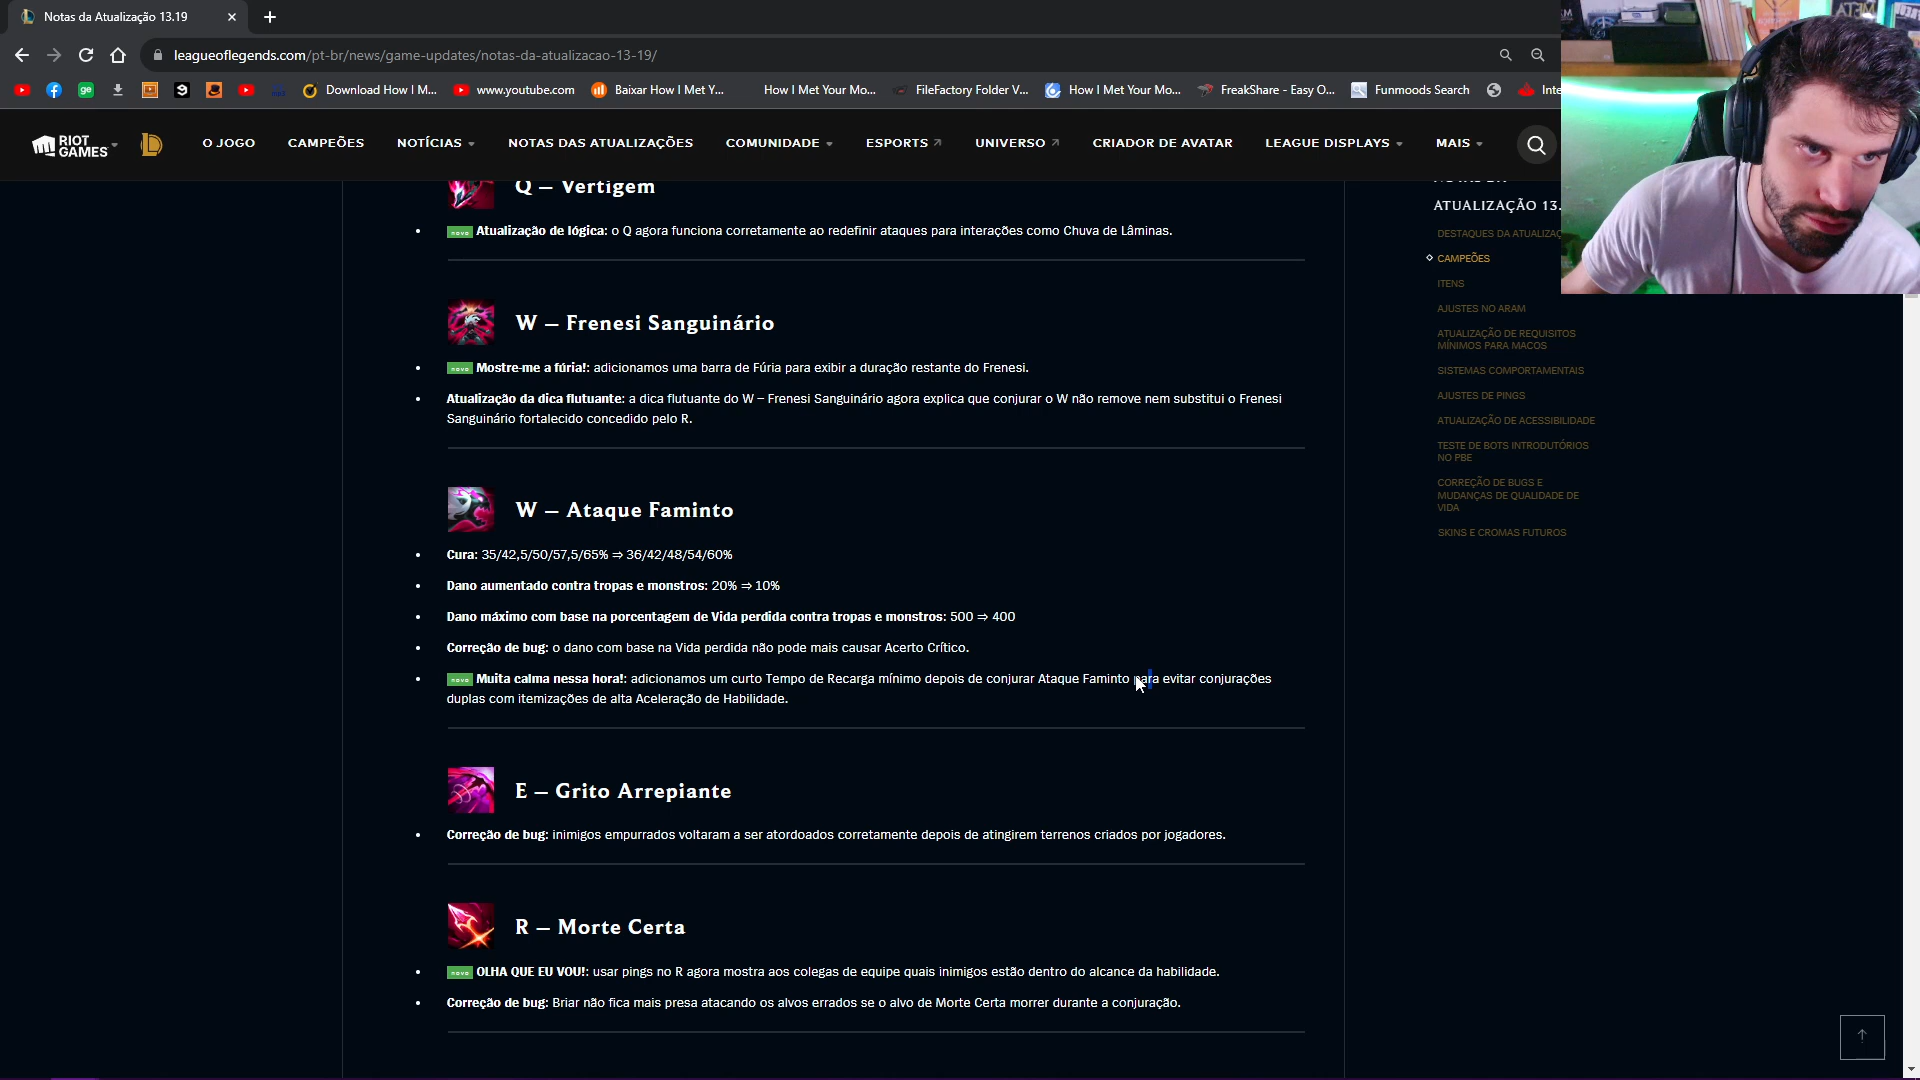 Notas da Atualização 13.19
leagueoflegends.com/pt-br/news/game-updates/notas-da-atualizacao-13-19/
Download How I M...
www.youtube.com
Baixar How I Met Y...
How I Met Your Mo...
FileFactory Folder V...
How I Met Your Mo...
FreakShare - Easy O...
Funmoods Search
Inte
RIOT GAMES
O JOGO
CAMPEÕES
NOTÍCIAS
NOTAS DAS ATUALIZAÇÕES
COMUNIDADE
ESPORTS
UNIVERSO
CRIADOR DE AVATAR
LEAGUE DISPLAYS
MAIS
Q – Vertigem
novo Atualização de lógica: o Q agora funciona corretamente ao redefinir ataques para interações como Chuva de Lâminas.
W – Frenesi Sanguinário
novo Mostre-me a fúria!: adicionamos uma barra de Fúria para exibir a duração restante do Frenesi.
Atualização da dica flutuante: a dica flutuante do W – Frenesi Sanguinário agora explica que conjurar o W não remove nem substitui o Frenesi
Sanguinário fortalecido concedido pelo R.
W – Ataque Faminto
Cura: 35/42,5/50/57,5/65% ⇒ 36/42/48/54/60%
Dano aumentado contra tropas e monstros: 20% ⇒ 10%
Dano máximo com base na porcentagem de Vida perdida contra tropas e monstros: 500 ⇒ 400
Correção de bug: o dano com base na Vida perdida não pode mais causar Acerto Crítico.
novo Muita calma nessa hora!: adicionamos um curto Tempo de Recarga mínimo depois de conjurar Ataque Faminto para evitar conjurações
duplas com itemizações de alta Aceleração de Habilidade.
E – Grito Arrepiante
Correção de bug: inimigos empurrados voltaram a ser atordoados corretamente depois de atingirem terrenos criados por jogadores.
R – Morte Certa
novo OLHA QUE EU VOU!: usar pings no R agora mostra aos colegas de equipe quais inimigos estão dentro do alcance da habilidade.
Correção de bug: Briar não fica mais presa atacando os alvos errados se o alvo de Morte Certa morrer durante a conjuração.
ATUALIZAÇÃO 13.
DESTAQUES DA ATUALIZAÇ
CAMPEÕES
ITENS
AJUSTES NO ARAM
ATUALIZAÇÃO DE REQUISITOS
MÍNIMOS PARA MACOS
SISTEMAS COMPORTAMENTAIS
AJUSTES DE PINGS
ATUALIZAÇÃO DE ACESSIBILIDADE
TESTE DE BOTS INTRODUTÓRIOS
NO PBE
CORREÇÃO DE BUGS E
MUDANÇAS DE QUALIDADE DE
VIDA
SKINS E CROMAS FUTUROS